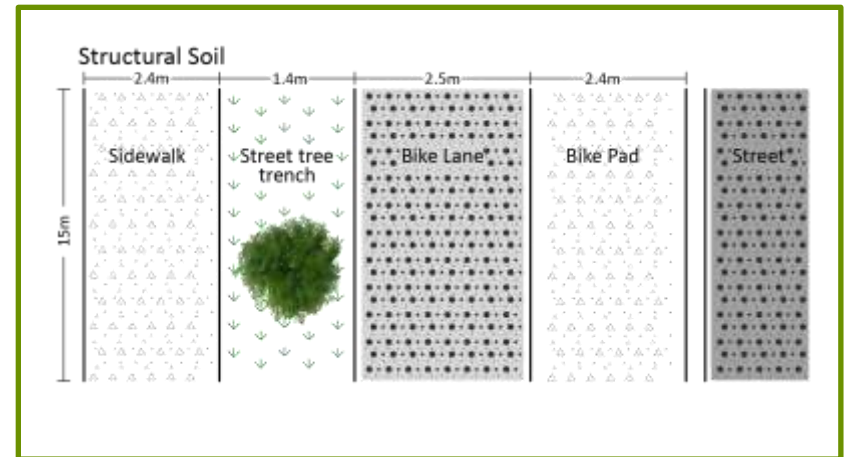 Structural Soil
2.4m 1.4m 2.5m 2.4m
Sidewalk Street tree trench Bike Lane Bike Pad Street
15m